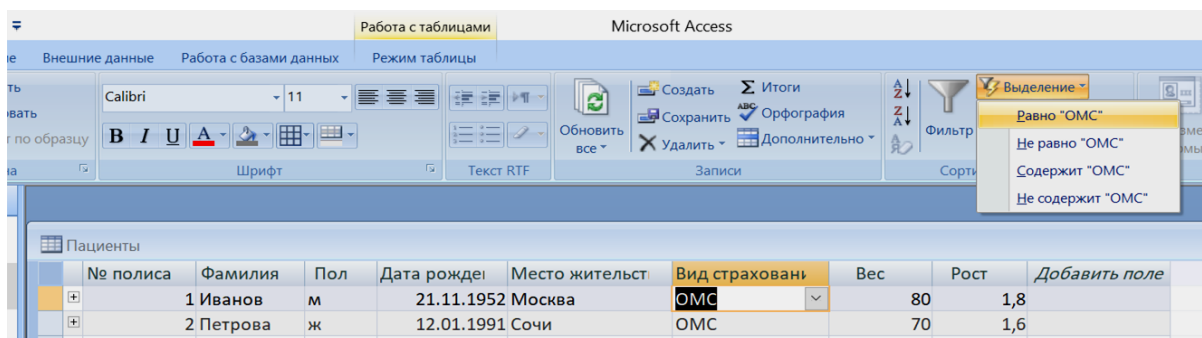 Работа с таблицами Microsoft Access
Внешние данные Работа с базами данных Режим таблицы
Calibri 11 Создать Σ Итоги Выделение
Сохранить Орфография Равно "ОМС"
по образцу Ж К Ч Обновить все Удалить Дополнительно Фильтр Не равно "ОМС"
Шрифт Текст RTF Записи Содержит "ОМС"
Не содержит "ОМС"
Пациенты
№ полиса Фамилия Пол Дата рожде Место жительст Вид страховани Вес Рост Добавить поле
1 Иванов м 21.11.1952 Москва ОМС 80 1,8
2 Петрова ж 12.01.1991 Сочи ОМС 70 1,6